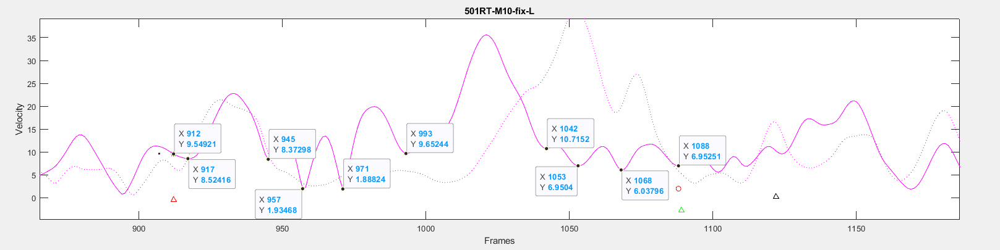 501RT-M10-fix-L
35
30
25
20
15
10
5
0
Velocity
X 912
Y 9.54921
X 917
Y 8.52416
X 945
Y 8.37298
X 957
Y 1.93468
X 971
Y 1.88824
X 993
Y 9.65244
X 1042
Y 10.7152
X 1053
Y 6.9504
X 1068
Y 6.03796
X 1088
Y 6.95251
900
950
1000
1050
1100
1150
Frames